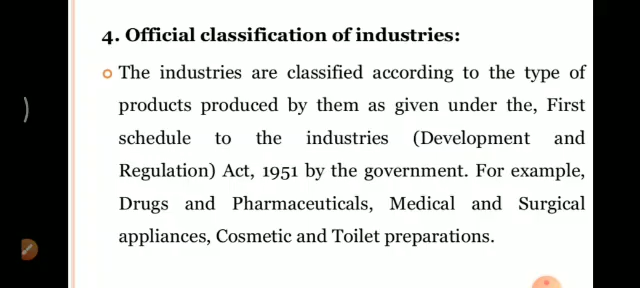 4. Official classification of industries:
The industries are classified according to the type of
products produced by them as given under the, First
schedule to the industries (Development and
Regulation) Act, 1951 by the government. For example,
Drugs and Pharmaceuticals, Medical and Surgical
appliances, Cosmetic and Toilet preparations.